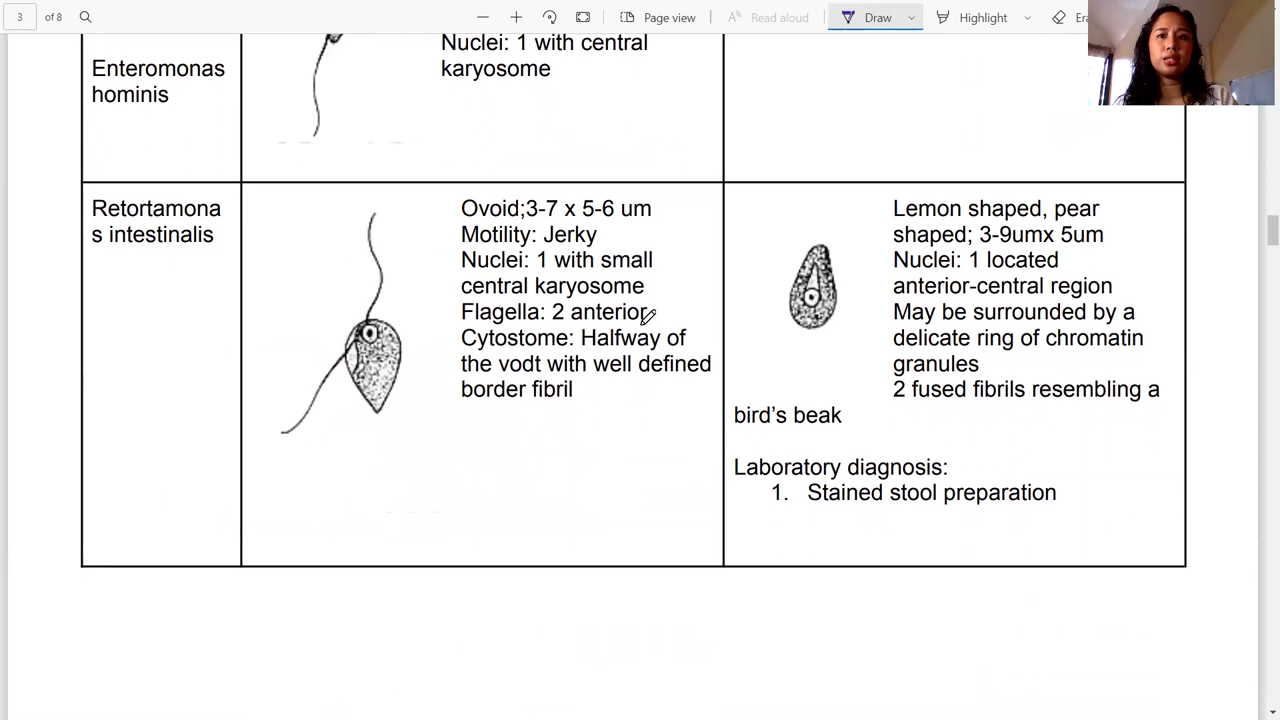 3 of 8 Page view Read aloud Draw Highlight
Nuclei: 1 with central
karyosome
Enteromonas
hominis
Retortamona
s intestinalis
Ovoid;3-7 x 5-6 um
Motility: Jerky
Nuclei: 1 with small
central karyosome
Flagella: 2 anterior
Cytostome: Halfway of
the vodt with well defined
border fibril
Lemon shaped, pear
shaped; 3-9umx 5um
Nuclei: 1 located
anterior-central region
May be surrounded by a
delicate ring of chromatin
granules
2 fused fibrils resembling a
bird’s beak
Laboratory diagnosis:
1. Stained stool preparation